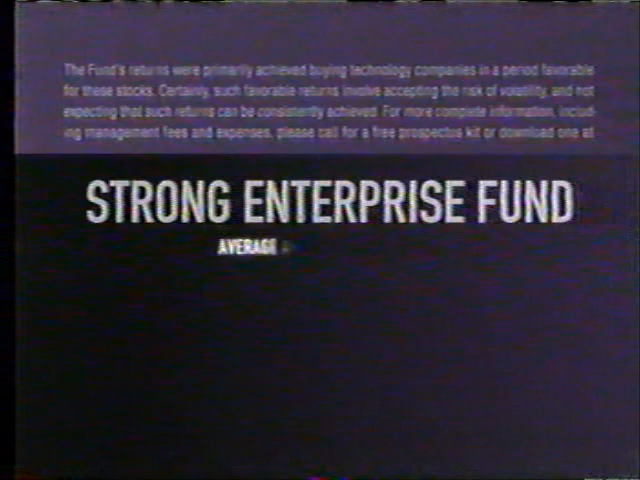 The Fund's returns were primarily achieved buying technology companies in a period favorable
for these stocks. Certainly, such favorable returns involve accepting the risk of volatility, and not
expecting that such returns can be consistently achieved. For more complete information, includ-
ing management fees and expenses, please call for a free prospectus kit or download one at
STRONG ENTERPRISE FUND
AVERAGE